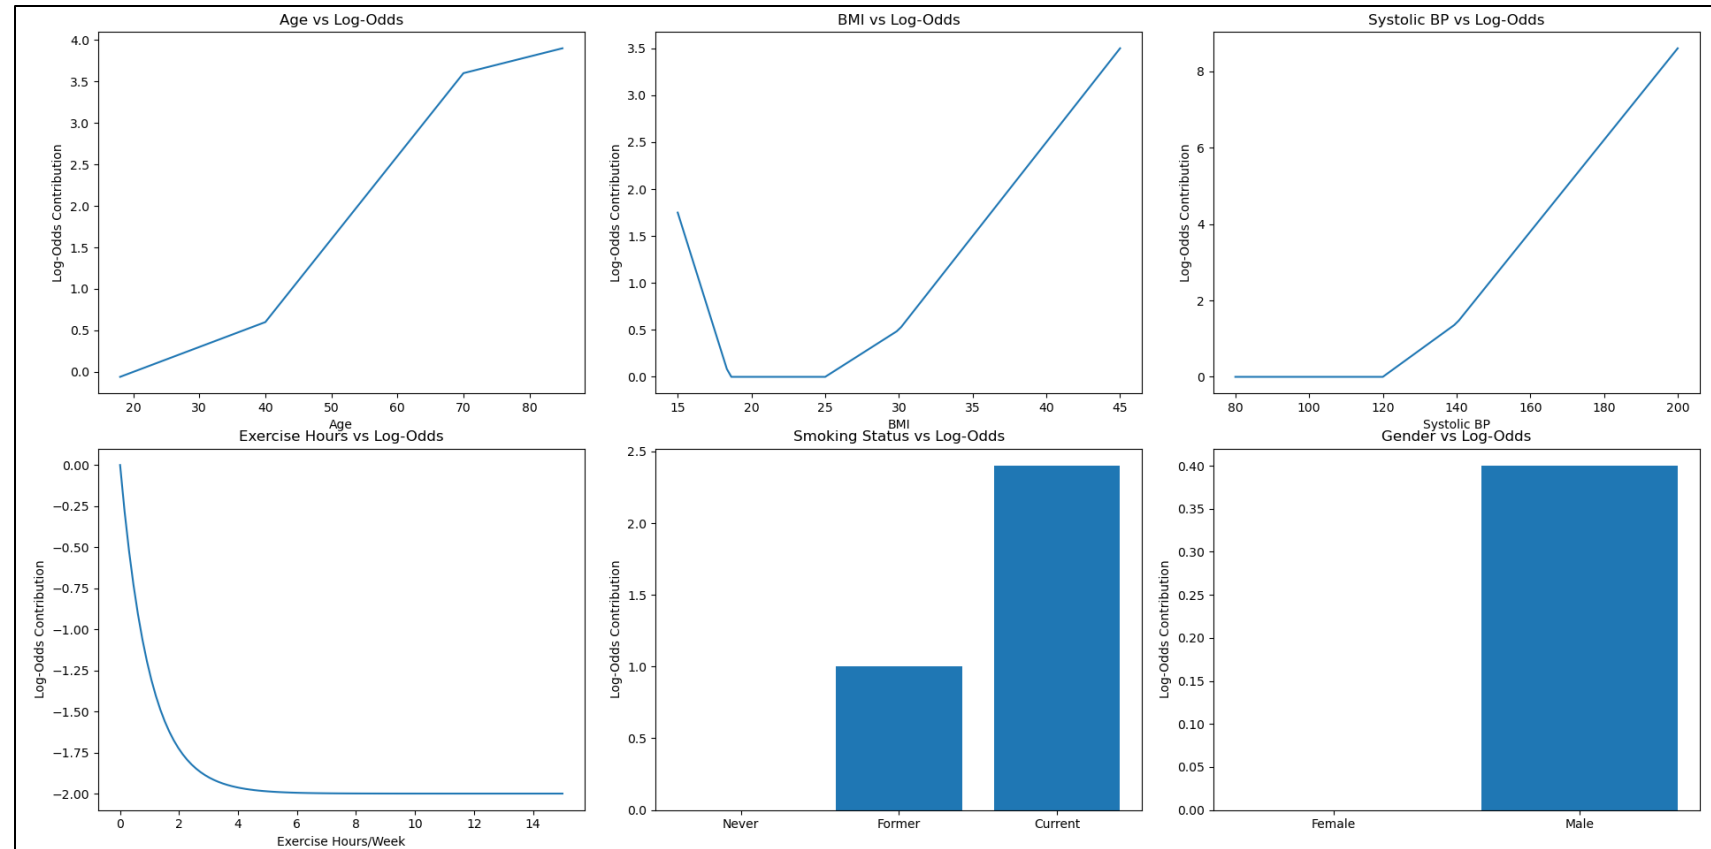 Age vs Log-Odds
Log-Odds Contribution
4.0
3.5
3.0
2.5
2.0
1.5
1.0
0.5
0.0
20 30 40 50 60 70 80
Age
BMI vs Log-Odds
Log-Odds Contribution
3.5
3.0
2.5
2.0
1.5
1.0
0.5
0.0
15 20 25 30 35 40 45
BMI
Systolic BP vs Log-Odds
Log-Odds Contribution
8
6
4
2
0
80 100 120 140 160 180 200
Systolic BP
Exercise Hours vs Log-Odds
Log-Odds Contribution
0.00
−0.25
−0.50
−0.75
−1.00
−1.25
−1.50
−1.75
−2.00
0 2 4 6 8 10 12 14
Exercise Hours/Week
Smoking Status vs Log-Odds
Log-Odds Contribution
2.5
2.0
1.5
1.0
0.5
0.0
Never Former Current
Gender vs Log-Odds
Log-Odds Contribution
0.40
0.35
0.30
0.25
0.20
0.15
0.10
0.05
0.00
Female Male